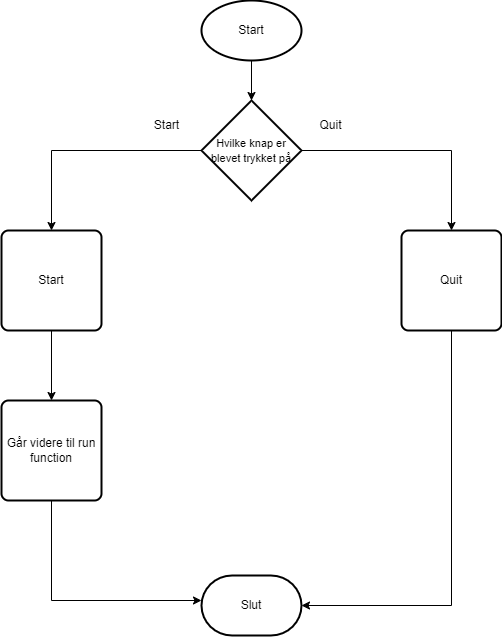 Start
Start
Quit
Hvilke knap er
blevet trykket på
Start
Quit
Går videre til run
function
Slut